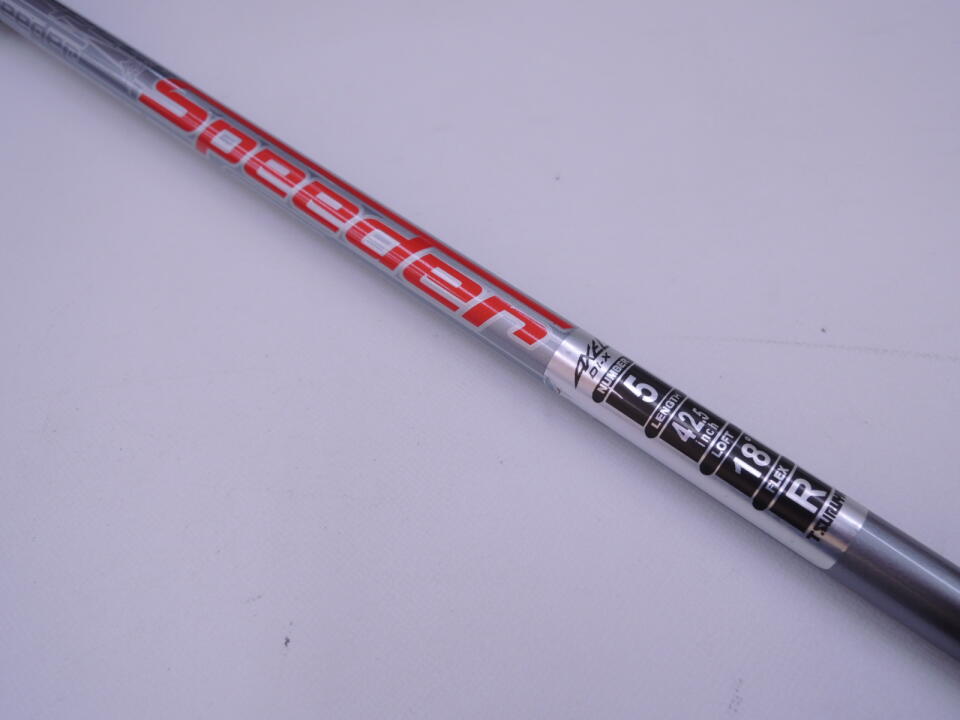 Speeder
NUMBER
5
LENGTH
42.5
inch
LOFT
18°
FLEX
R